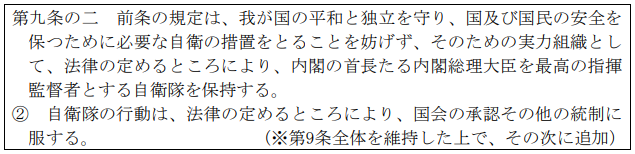 第九条の二　前条の規定は、我が国の平和と独立を守り、国及び国民の安全を
保つために必要な自衛の措置をとることを妨げず、そのための実力組織とし
て、法律の定めるところにより、内閣の首長たる内閣総理大臣を最高の指揮
監督者とする自衛隊を保持する。
②　自衛隊の行動は、法律の定めるところにより、国会の承認その他の統制に
服する。　（※第9条全体を維持した上で、その次に追加）